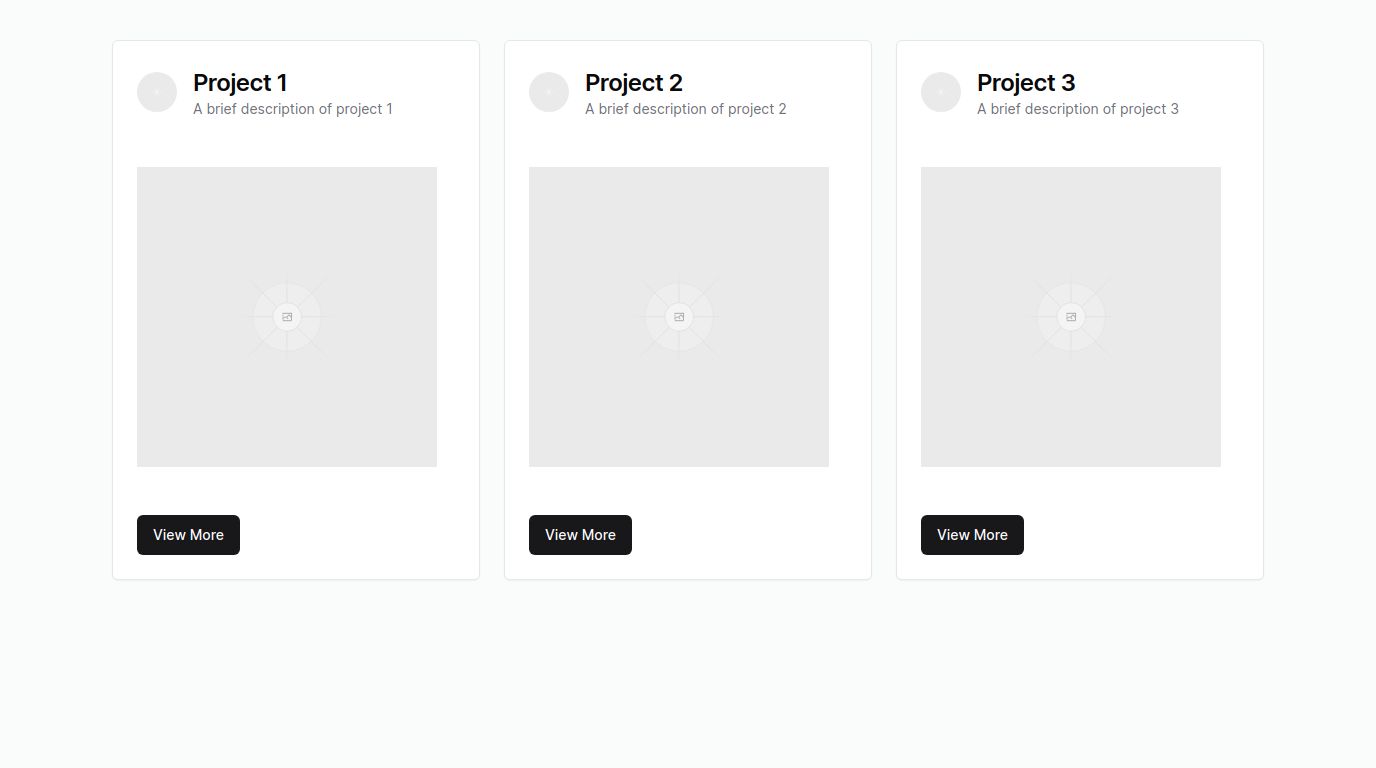 Project 1
A brief description of project 1
View More
Project 2
A brief description of project 2
View More
Project 3
A brief description of project 3
View More